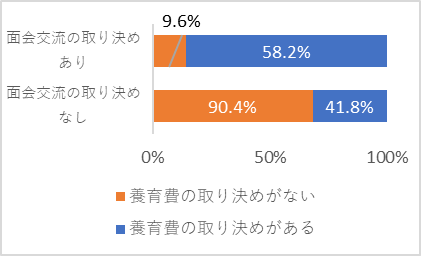 9.6%
面会交流の取り決め
あり
58.2%
面会交流の取り決め
なし
90.4%
41.8%
0%
50%
100%
養育費の取り決めがない
養育費の取り決めがある